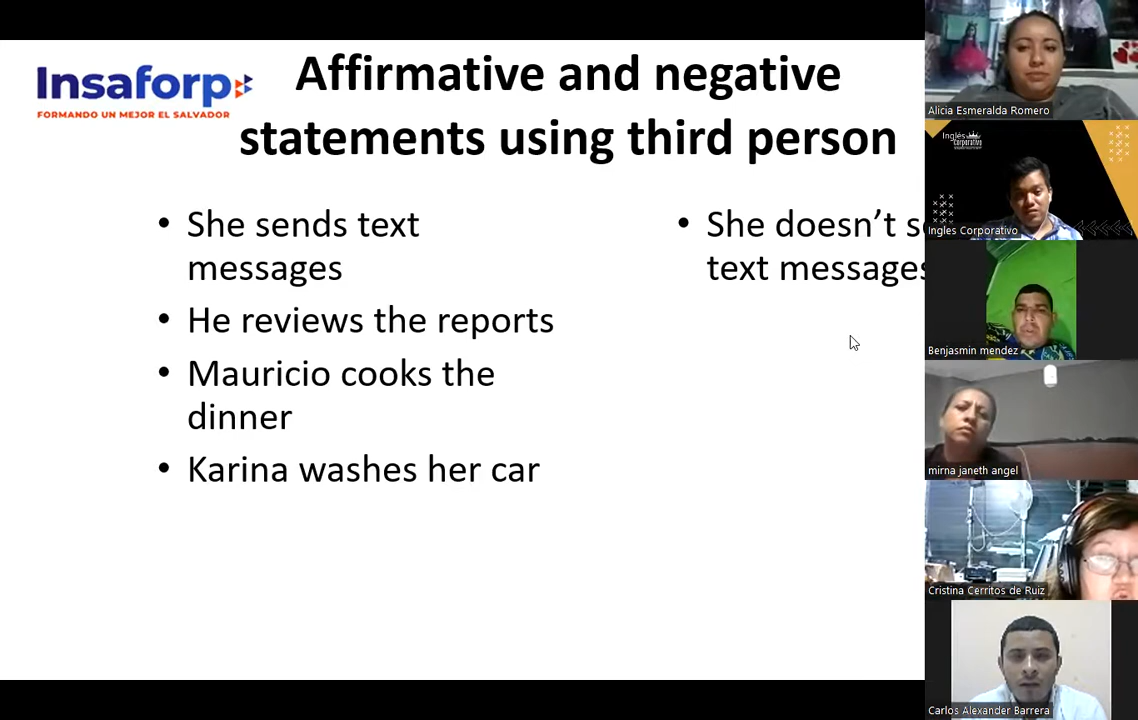 Insaforp
FORMANDO UN MEJOR EL SALVADOR
Affirmative and negative
statements using third person
• She sends text
messages
• He reviews the reports
• Mauricio cooks the
dinner
• Karina washes her car
• She doesn’t
text messages
Alicia Esmeralda Romero
Inglés
Corporativo
Ingles Corporativo
Benjasmin mendez
mirna janeth angel
Cristina Cerritos de Ruiz
Carlos Alexander Barrera